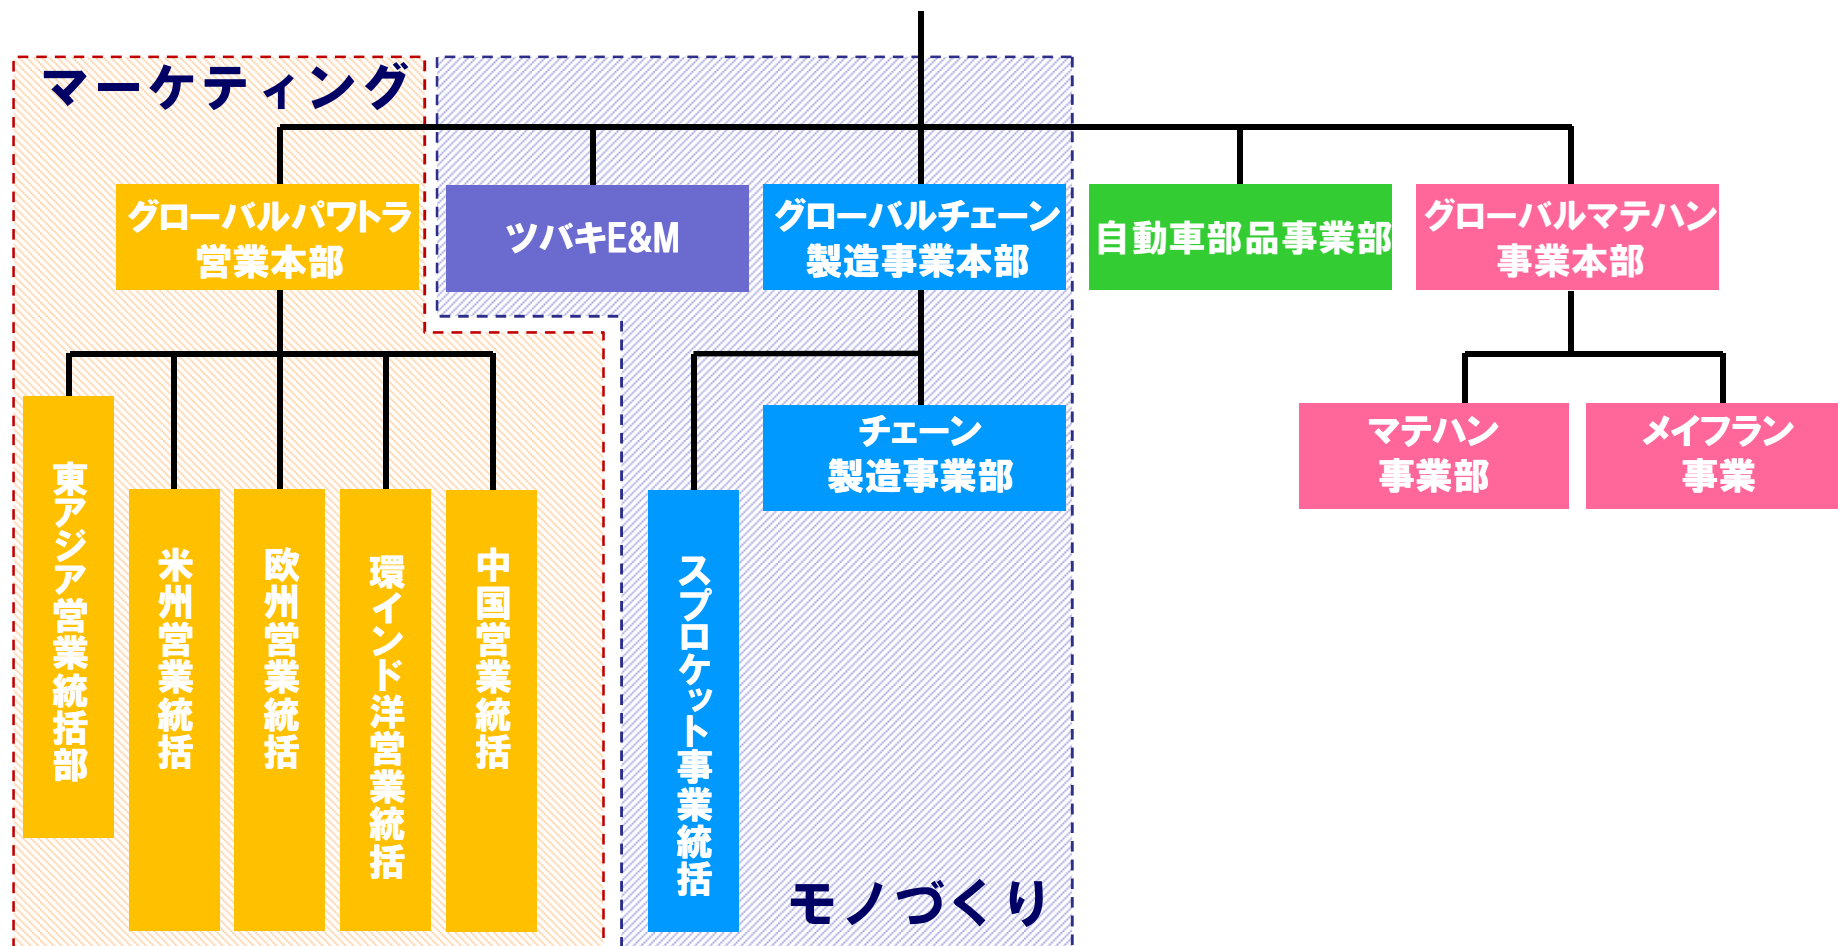 マーケティング
グローバルパワトラ
営業本部
ツバキE&M
グローバルチェーン
製造事業本部
自動車部品事業部
グローバルマテハン
事業本部
東アジア営業統括部
米州営業統括
欧州営業統括
環インド洋営業統括
中国営業統括
スプロケット事業統括
チェーン
製造事業部
マテハン
事業部
メイフラン
事業
モノづくり